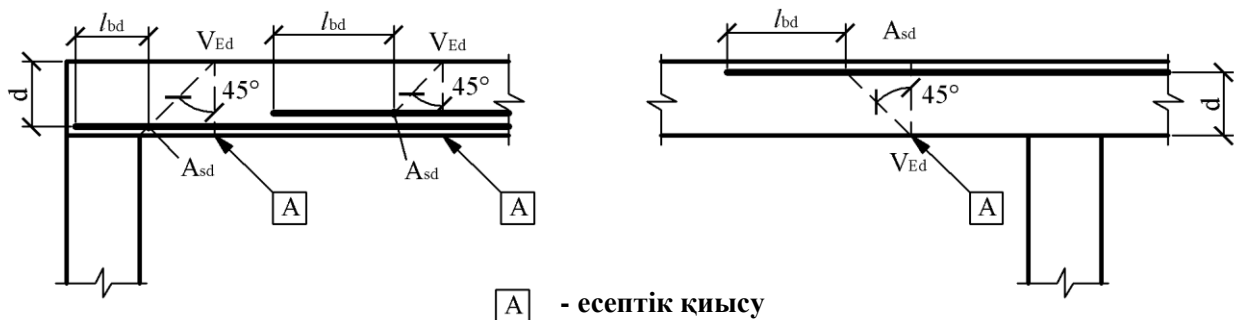 l_bd V_Ed l_bd V_Ed l_bd A_sd
d 45° 45° 45° d
A_sd A_sd V_Ed
A A A
A - есептік қиысу